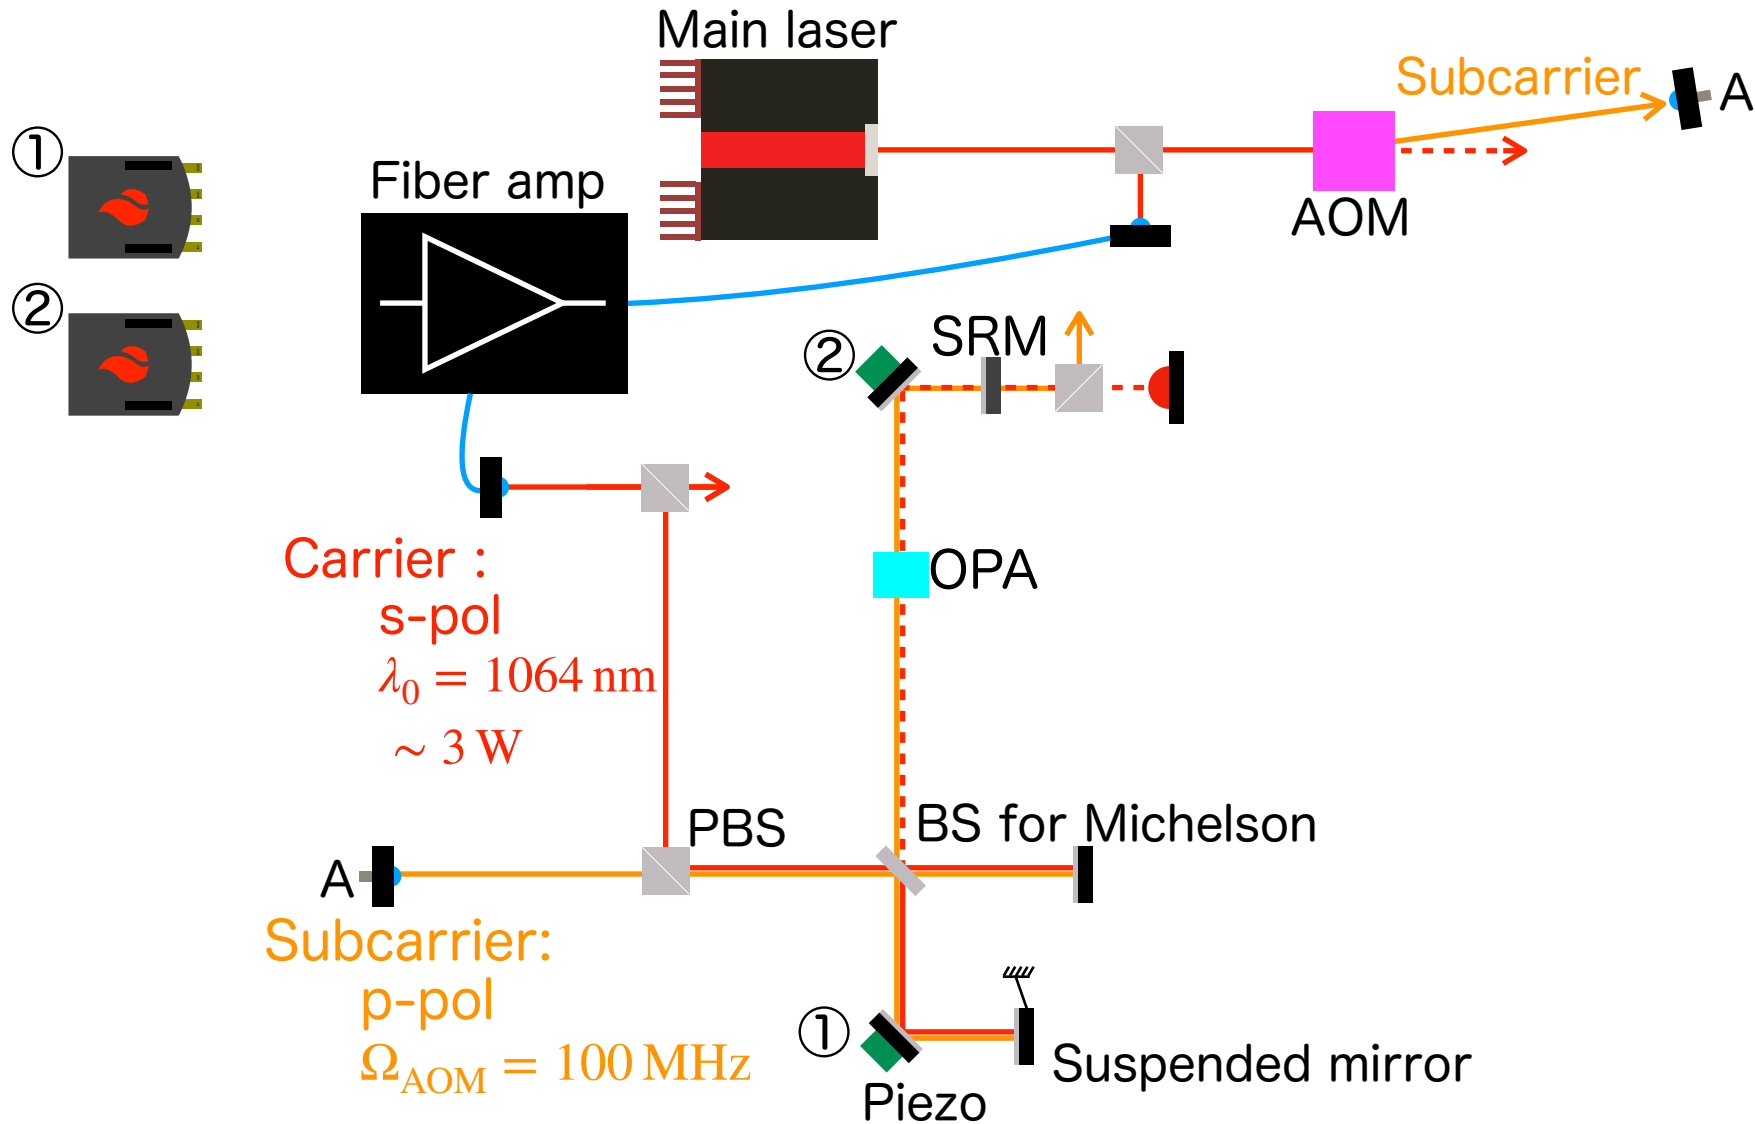 Main laser
Subcarrier
A
①
Fiber amp
AOM
②
SRM
②
OPA
Carrier :
s-pol
λ₀ = 1064 nm
~ 3 W
PBS
BS for Michelson
A
Subcarrier:
p-pol
Ω_AOM = 100 MHz
①
Suspended mirror
Piezo